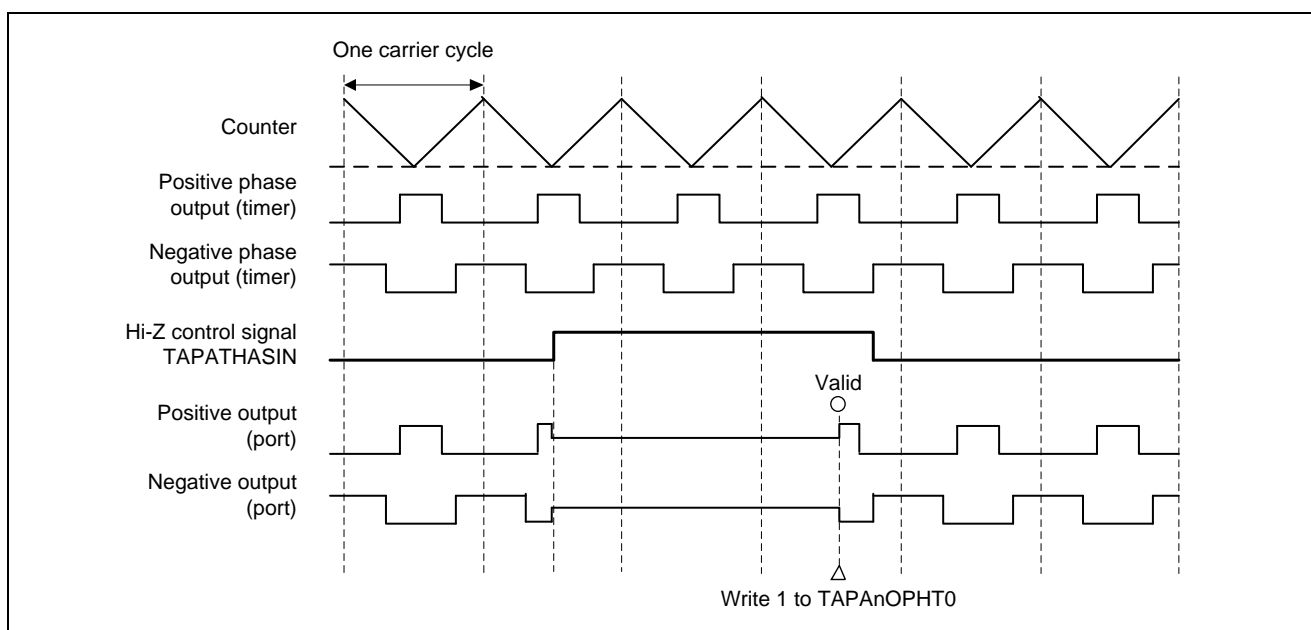 One carrier cycle
Counter
Positive phase
output (timer)
Negative phase
output (timer)
Hi-Z control signal
TAPATHASIN
Valid
Positive output
(port)
Negative output
(port)
Write 1 to TAPAnOPHT0